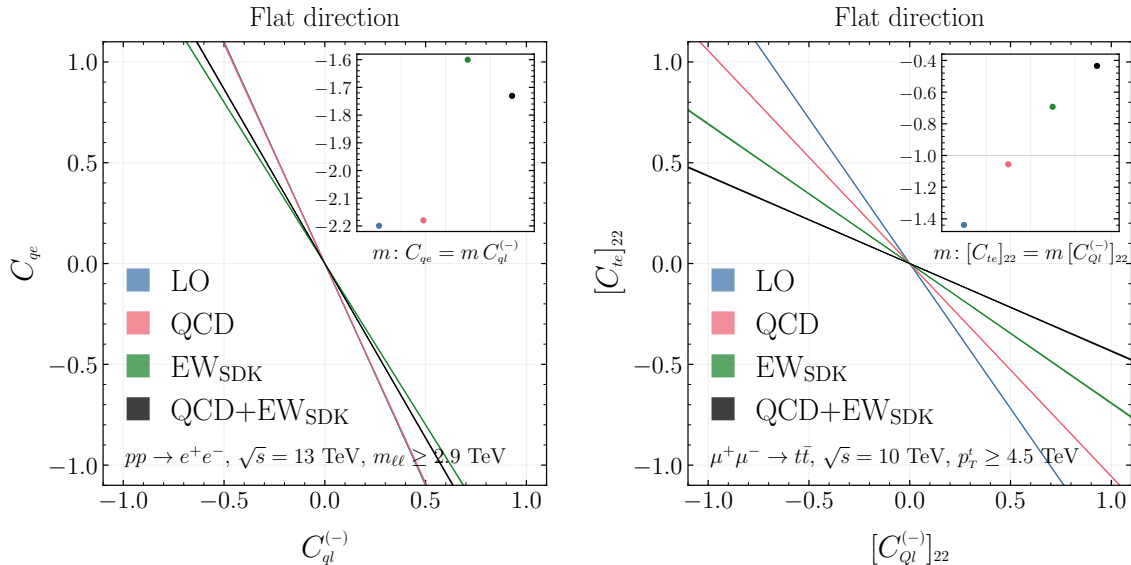 Flat direction
1.0
0.5
0.0
−0.5
−1.0
C_{qe}
−1.0 −0.5 0.0 0.5 1.0
C_{ql}^{(−)}
−1.6
−1.7
−1.8
−1.9
−2.0
−2.1
−2.2
m: C_{qe} = m C_{ql}^{(−)}
LO
QCD
EW_{SDK}
QCD+EW_{SDK}
pp → e⁺e⁻, √s = 13 TeV, m_{ℓℓ} ≥ 2.9 TeV
Flat direction
1.0
0.5
0.0
−0.5
−1.0
[C_{te}]_{22}
−1.0 −0.5 0.0 0.5 1.0
[C_{Ql}^{(−)}]_{22}
−0.4
−0.6
−0.8
−1.0
−1.2
−1.4
m: [C_{te}]_{22} = m [C_{Ql}^{(−)}]_{22}
LO
QCD
EW_{SDK}
QCD+EW_{SDK}
μ⁺μ⁻ → tt̄, √s = 10 TeV, p_T^t ≥ 4.5 TeV